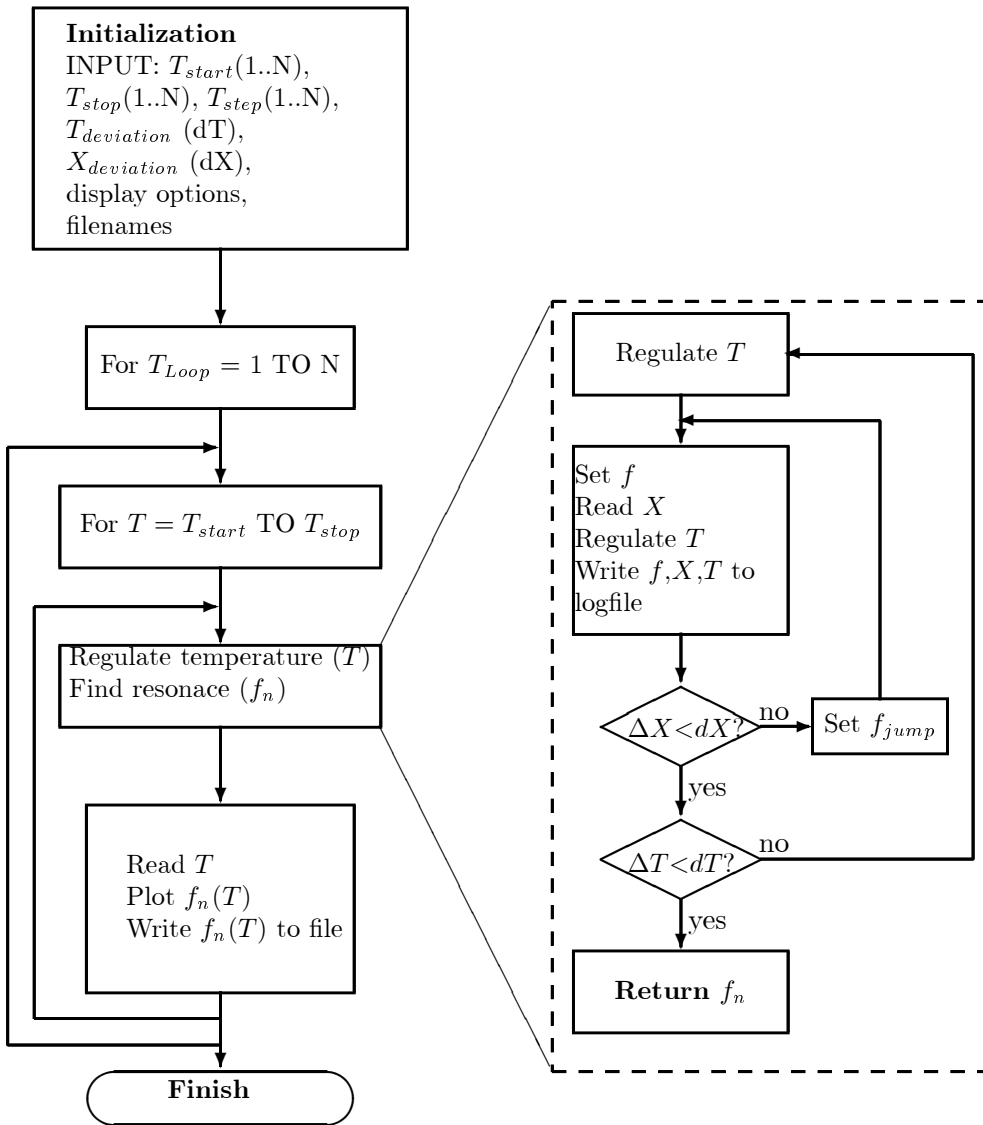 Initialization
INPUT: T_start(1..N),
T_stop(1..N), T_step(1..N),
T_deviation (dT),
X_deviation (dX),
display options,
filenames
For T_Loop = 1 TO N
For T = T_start TO T_stop
Regulate temperature (T)
Find resonace (f_n)
Read T
Plot f_n(T)
Write f_n(T) to file
Finish
Regulate T
Set f
Read X
Regulate T
Write f,X,T to
logfile
ΔX<dX?
no
Set f_jump
yes
ΔT<dT?
no
yes
Return f_n